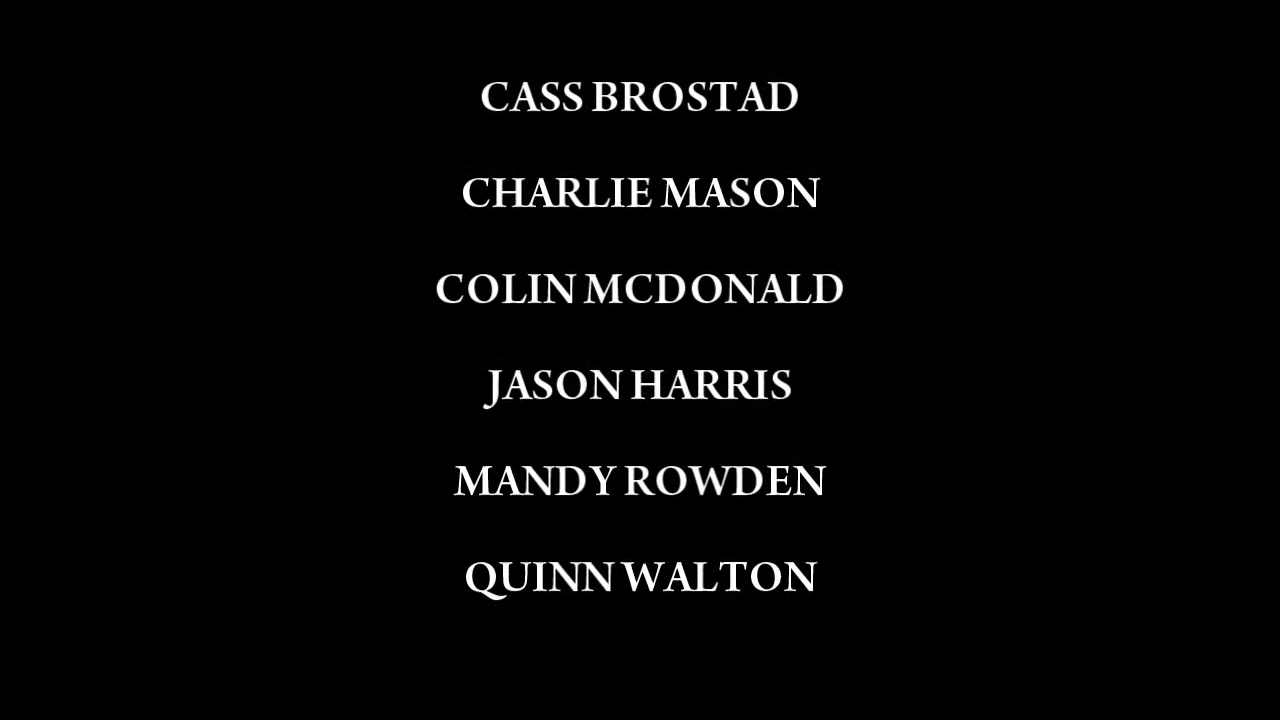 CASS BROSTAD
CHARLIE MASON
COLIN MCDONALD
JASON HARRIS
MANDY ROWDEN
QUINN WALTON